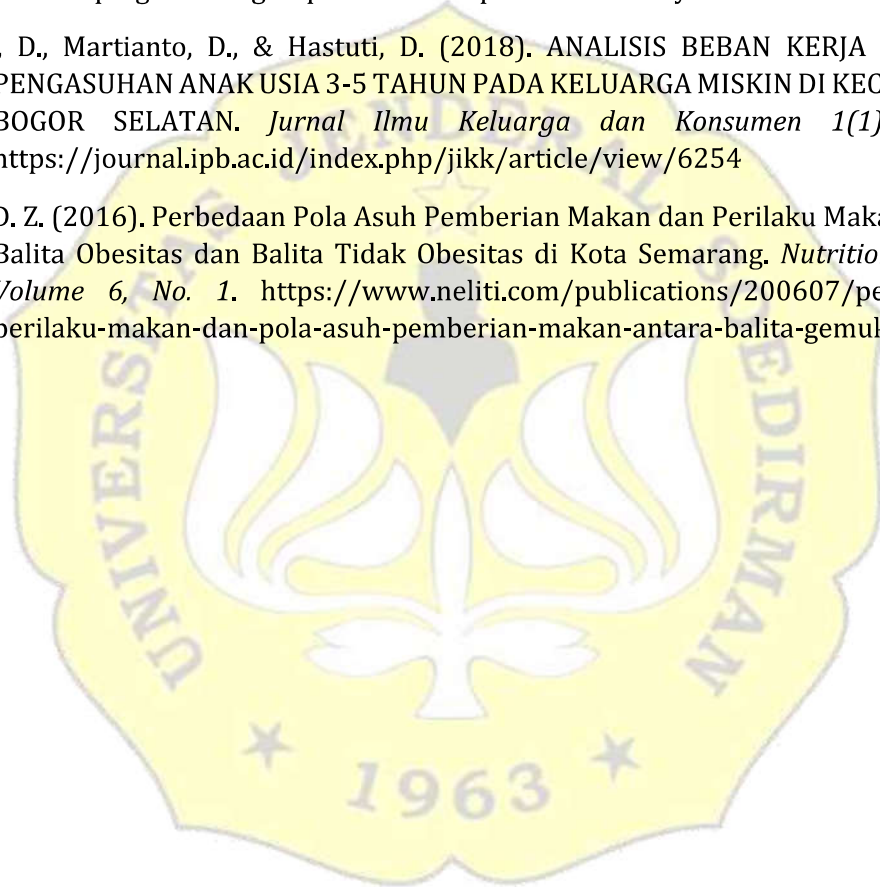 , D., Martianto, D., & Hastuti, D. (2018). ANALISIS BEBAN KERJA
PENGASUHAN ANAK USIA 3-5 TAHUN PADA KELUARGA MISKIN DI KEC
BOGOR SELATAN. Jurnal Ilmu Keluarga dan Konsumen 1(1)
https://journal.ipb.ac.id/index.php/jikk/article/view/6254
D. Z. (2016). Perbedaan Pola Asuh Pemberian Makan dan Perilaku Maka
Balita Obesitas dan Balita Tidak Obesitas di Kota Semarang. Nutritio
Volume 6, No. 1. https://www.neliti.com/publications/200607/pe
perilaku-makan-dan-pola-asuh-pemberian-makan-antara-balita-gemuk
UNIVERSITAS JENDERAL SOEDIRMAN
1963